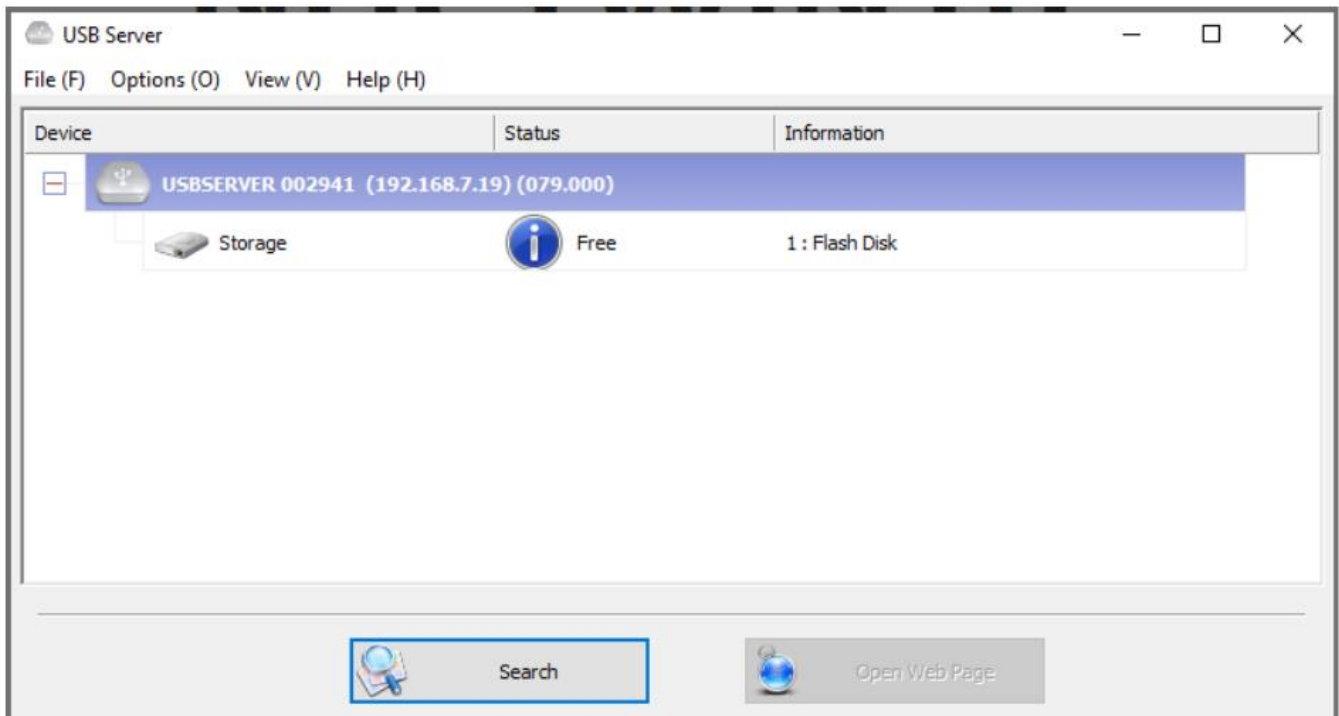 USB Server
File (F) Options (O) View (V) Help (H)
Device Status Information
USBSERVER 002941 (192.168.7.19) (079.000)
Storage Free 1 : Flash Disk
Search Open Web Page